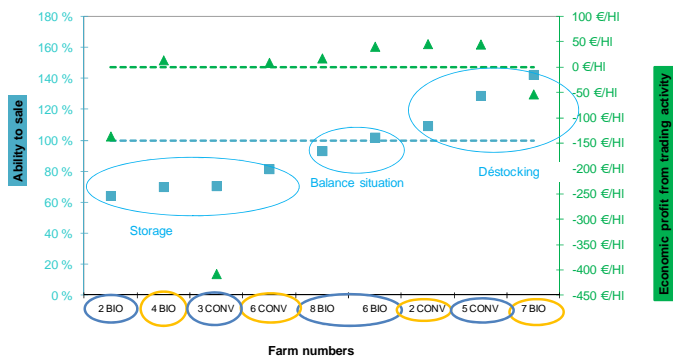 180 %
160 %
140 %
120 %
100 %
80 %
60 %
40 %
20 %
0 %
Ability to sale
100 €/Hl
50 €/Hl
0 €/Hl
-50 €/Hl
-100 €/Hl
-150 €/Hl
-200 €/Hl
-250 €/Hl
-300 €/Hl
-350 €/Hl
-400 €/Hl
-450 €/Hl
Economic profit from trading activity
Storage
Balance situation
Déstocking
2 BIO 4 BIO 3 CONV 6 CONV 8 BIO 6 BIO 2 CONV 5 CONV 7 BIO
Farm numbers